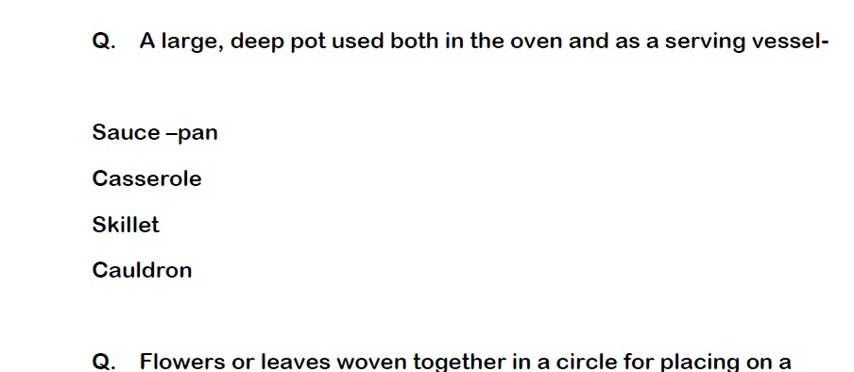 Q. A large, deep pot used both in the oven and as a serving vessel-
Sauce –pan
Casserole
Skillet
Cauldron
Q. Flowers or leaves woven together in a circle for placing on a